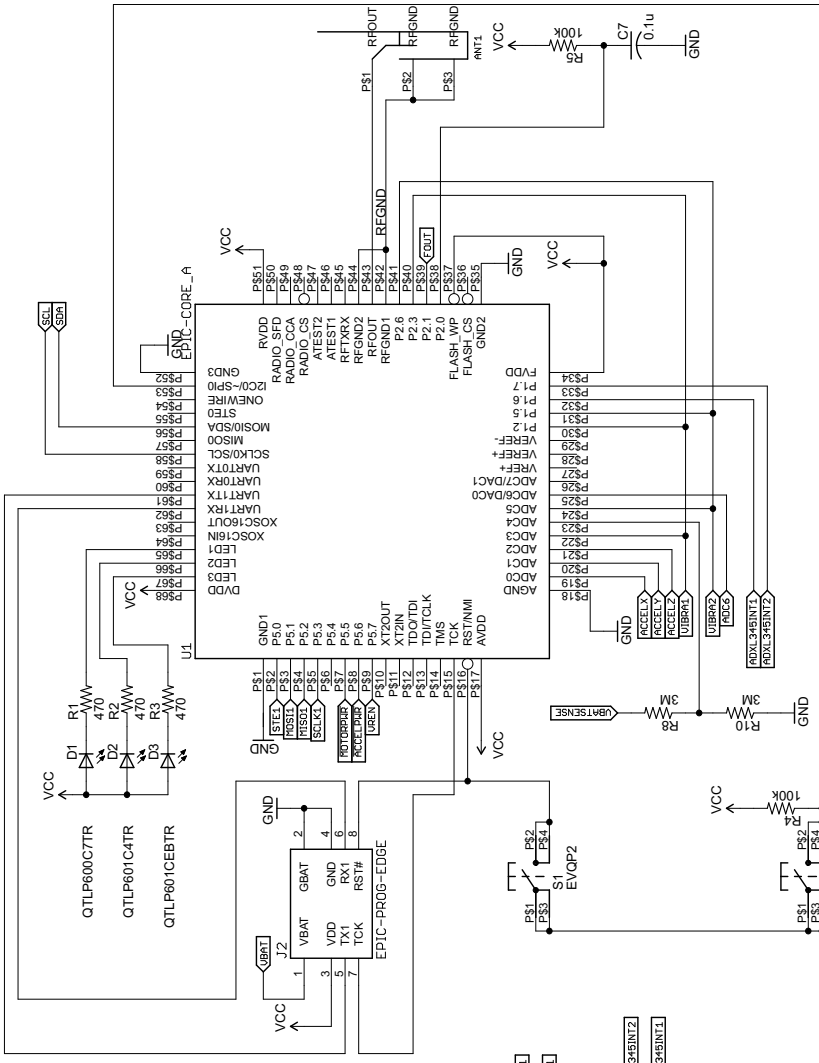 RFOUT
RFGND
RFGND
P$1
P$2
P$3
ANT1
VCC
R5
100k
C7
0.1u
GND
SCL
SDA
GND
EPIC-CORE_A
VCC
RFGND
FOUT
VCC
GND
P$51
P$50
P$49
P$48
P$47
P$46
P$45
P$44
P$43
P$42
P$41
P$40
P$39
P$38
P$37
P$36
P$35
RVDD
RADIO_SFD
RADIO_CCA
RADIO_CS
ATEST2
ATEST1
RFTXRX
RFGND2
RFOUT
RFGND1
P2.6
P2.3
P2.1
P2.0
FLASH_WP
FLASH_CS
GND2
P$52
P$53
P$54
P$55
P$56
P$57
P$58
P$59
P$60
P$61
P$62
P$63
P$64
P$65
P$66
P$67
P$68
GND3
I2C0/~SPI0
ONEWIRE
STE0
MOSI0/SDA
MISO0
SCLK0/SCL
UART0TX
UART0RX
UART1TX
UART1RX
XOSC16OUT
XOSC16IN
LED1
LED2
LED3
DVDD
VCC
FVDD
P1.7
P1.6
P1.5
P1.2
VEREF-
VEREF+
VREF+
ADC7/DAC1
ADC6/DAC0
ADC5
ADC4
ADC3
ADC2
ADC1
ADC0
AGND
P$34
P$33
P$32
P$31
P$30
P$29
P$28
P$27
P$26
P$25
P$24
P$23
P$22
P$21
P$20
P$19
P$18
U1
GND1
P5.0
P5.1
P5.2
P5.3
P5.4
P5.5
P5.6
P5.7
XT2OUT
XT2IN
TDO/TDI
TDI/TCLK
TMS
TCK
RST/NMI
AVDD
P$1
P$2
P$3
P$4
P$5
P$6
P$7
P$8
P$9
P$10
P$11
P$12
P$13
P$14
P$15
P$16
P$17
GND
STE1
MOSI1
MISO1
SCLK1
MOTORPWR
ACCELPWR
VREN
VCC
GND
ACCELX
ACCELY
ACCELZ
VIBRA1
VIBRA2
ADC6
ADXL345INT1
ADXL345INT2
VBATSENSE
R8
3M
R10
3M
GND
R1
470
R2
470
R3
470
D1
D2
D3
VCC
QTLP600C7TR
QTLP601C4TR
QTLP601CEBTR
GND
VBAT
J2
VCC
1
3
5
7
VBAT
VDD
TX1
TCK
GBAT
GND
RX1
RST#
2
4
6
8
EPIC-PROG-EDGE
P$2
P$4
P$1
P$3
S1
EVQP2
VCC
R4
100k
P$2
P$4
P$1
P$3
345INT2
345INT1